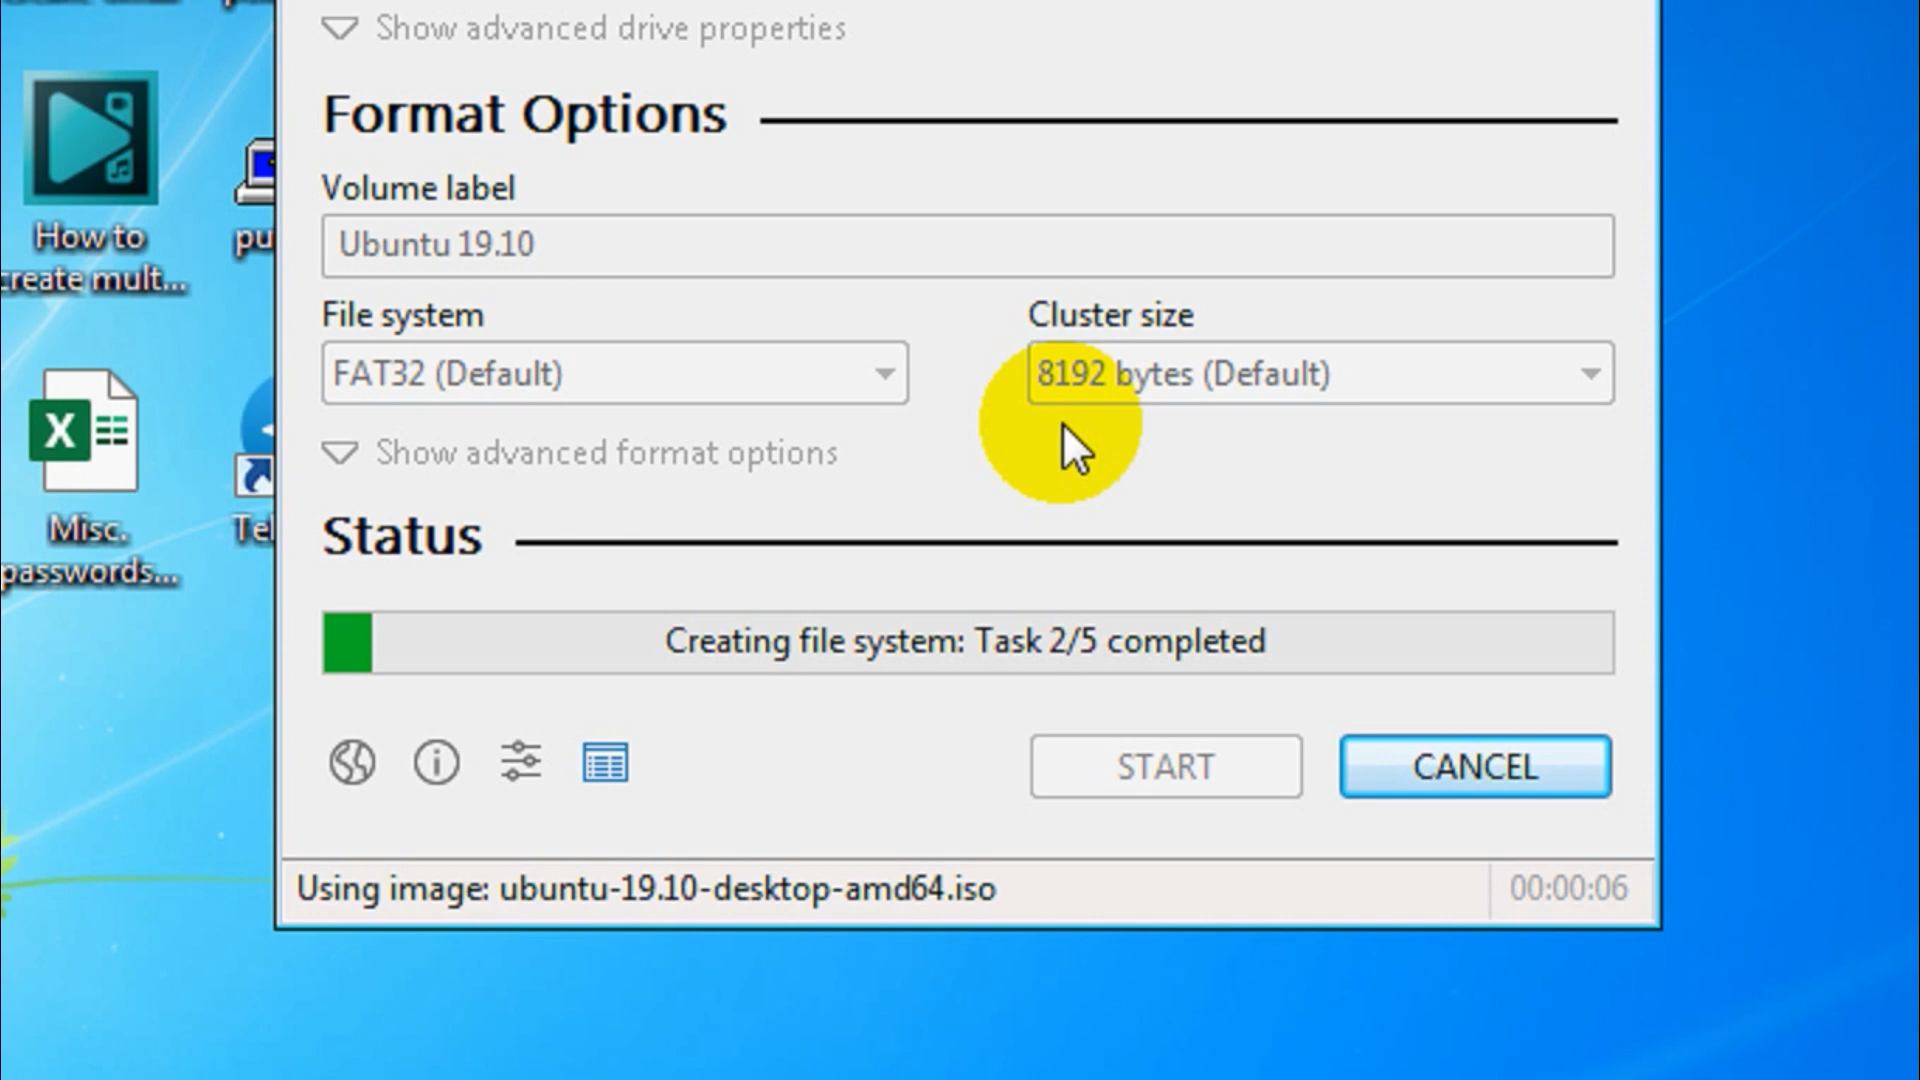 Show advanced drive properties
Format Options
Volume label
Ubuntu 19.10
File system
Cluster size
FAT32 (Default)
8192 bytes (Default)
Show advanced format options
Status
Creating file system: Task 2/5 completed
START
CANCEL
Using image: ubuntu-19.10-desktop-amd64.iso
00:00:06
How to
create mult...
pu
Misc.
passwords...
Tel